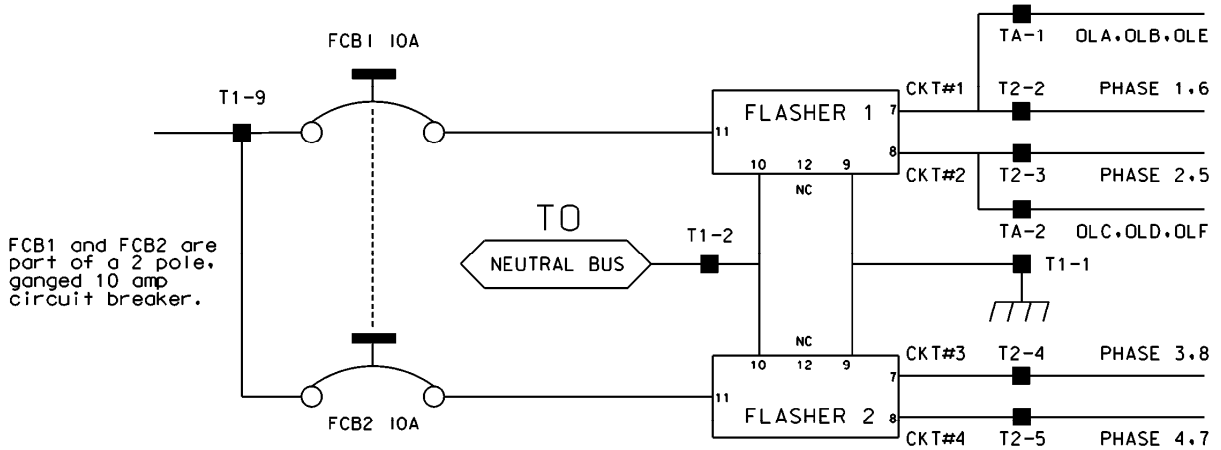 TA-1 OLA.OLB.OLE
FCB1 10A
T1-9
CKT#1 T2-2 PHASE 1.6
FLASHER 1
7
11
8
10 12 9
NC
CKT#2 T2-3 PHASE 2.5
TA-2 OLC.OLD.OLF
TO
NEUTRAL BUS
T1-2
T1-1
FCB1 and FCB2 are
part of a 2 pole.
ganged 10 amp
circuit breaker.
NC
10 12 9
CKT#3 T2-4 PHASE 3.8
7
11
FLASHER 2
8
FCB2 10A
CKT#4 T2-5 PHASE 4.7